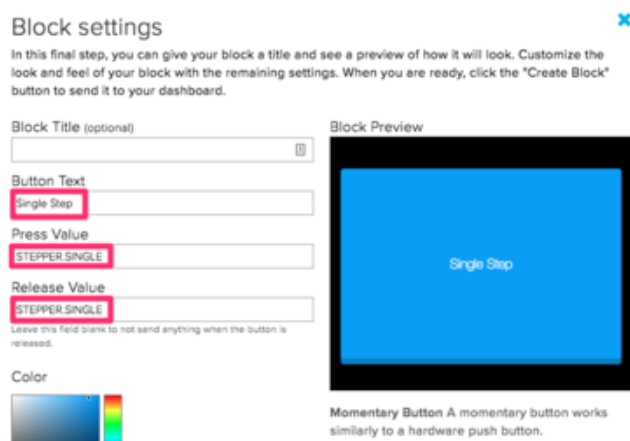 Block settings
In this final step, you can give your block a title and see a preview of how it will look. Customize the
look and feel of your block with the remaining settings. When you are ready, click the "Create Block"
button to send it to your dashboard.
Block Title (optional)
Button Text
Single Step
Press Value
STEPPER.SINGLE
Release Value
STEPPER.SINGLE
Leave this field blank to not send anything when the button is
released.
Color
Block Preview
Single Step
Momentary Button A momentary button works
similarly to a hardware push button.